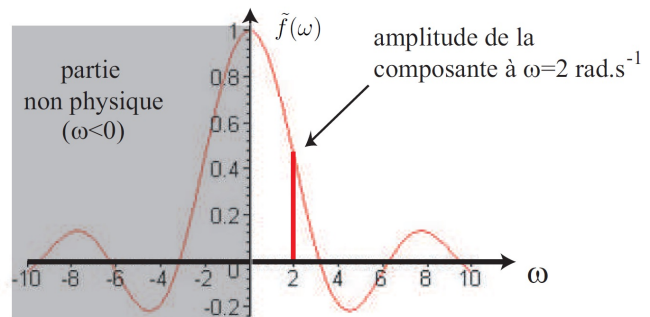 f̃(ω)
amplitude de la
composante à ω=2 rad.s⁻¹
partie
non physique
(ω<0)
1
0.8
0.6
0.4
0.2
0
-0.2
-10 -8 -6 -4 -2 2 4 6 8 10
ω